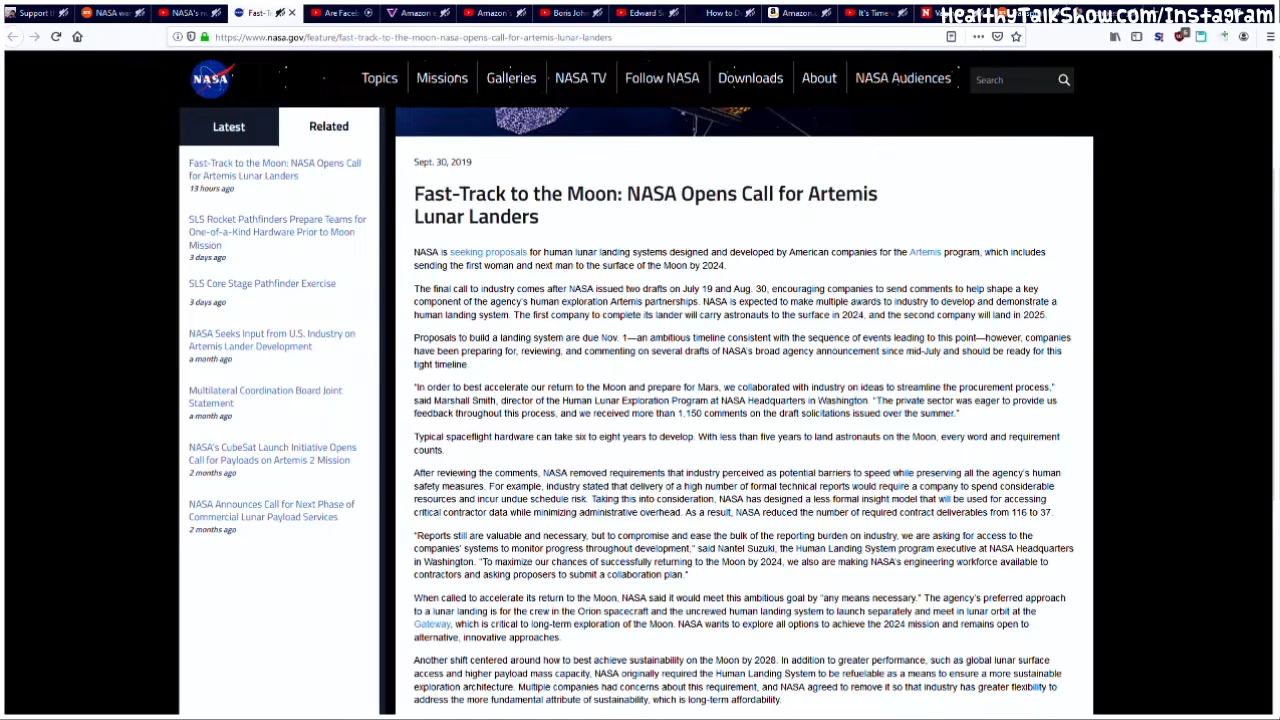 HealthyTalkShow.com/Instagram
Support th
NASA wa
NASA's n
Fast-T
Are Faceb
Amazon
Amazon's
Boris Joh
Edward S
How to D
Amazon.c
It's Time
https://www.nasa.gov/feature/fast-track-to-the-moon-nasa-opens-call-for-artemis-lunar-landers
NASA
Topics
Missions
Galleries
NASA TV
Follow NASA
Downloads
About
NASA Audiences
Search
Latest
Related
Fast-Track to the Moon: NASA Opens Call
for Artemis Lunar Landers
13 hours ago
SLS Rocket Pathfinders Prepare Teams for
One-of-a-Kind Hardware Prior to Moon
Mission
3 days ago
SLS Core Stage Pathfinder Exercise
3 days ago
NASA Seeks Input from U.S. Industry on
Artemis Lander Development
a month ago
Multilateral Coordination Board Joint
Statement
a month ago
NASA's CubeSat Launch Initiative Opens
Call for Payloads on Artemis 2 Mission
2 months ago
NASA Announces Call for Next Phase of
Commercial Lunar Payload Services
2 months ago
Sept. 30, 2019
Fast-Track to the Moon: NASA Opens Call for Artemis
Lunar Landers
NASA is seeking proposals for human lunar landing systems designed and developed by American companies for the Artemis program, which includes
sending the first woman and next man to the surface of the Moon by 2024.
The final call to industry comes after NASA issued two drafts on July 19 and Aug. 30, encouraging companies to send comments to help shape a key
component of the agency's human exploration Artemis partnerships. NASA is expected to make multiple awards to industry to develop and demonstrate a
human landing system. The first company to complete its lander will carry astronauts to the surface in 2024, and the second company will land in 2025.
Proposals to build a landing system are due Nov. 1—an ambitious timeline consistent with the sequence of events leading to this point—however, companies
have been preparing for, reviewing, and commenting on several drafts of NASA's broad agency announcement since mid-July and should be ready for this
tight timeline.
"In order to best accelerate our return to the Moon and prepare for Mars, we collaborated with industry on ideas to streamline the procurement process,"
said Marshall Smith, director of the Human Lunar Exploration Program at NASA Headquarters in Washington. "The private sector was eager to provide us
feedback throughout this process, and we received more than 1,150 comments on the draft solicitations issued over the summer."
Typical spaceflight hardware can take six to eight years to develop. With less than five years to land astronauts on the Moon, every word and requirement
counts.
After reviewing the comments, NASA removed requirements that industry perceived as potential barriers to speed while preserving all the agency's human
safety measures. For example, industry stated that delivery of a high number of formal technical reports would require a company to spend considerable
resources and incur undue schedule risk. Taking this into consideration, NASA has designed a less formal insight model that will be used for accessing
critical contractor data while minimizing administrative overhead. As a result, NASA reduced the number of required contract deliverables from 116 to 37.
"Reports still are valuable and necessary, but to compromise and ease the bulk of the reporting burden on industry, we are asking for access to the
companies' systems to monitor progress throughout development," said Nantel Suzuki, the Human Landing System program executive at NASA Headquarters
in Washington. "To maximize our chances of successfully returning to the Moon by 2024, we also are making NASA's engineering workforce available to
contractors and asking proposers to submit a collaboration plan."
When called to accelerate its return to the Moon, NASA said it would meet this ambitious goal by "any means necessary." The agency's preferred approach
to a lunar landing is for the crew in the Orion spacecraft and the uncrewed human landing system to launch separately and meet in lunar orbit at the
Gateway, which is critical to long-term exploration of the Moon. NASA wants to explore all options to achieve the 2024 mission and remains open to
alternative, innovative approaches.
Another shift centered around how to best achieve sustainability on the Moon by 2028. In addition to greater performance, such as global lunar surface
access and higher payload mass capacity, NASA originally required the Human Landing System to be refuelable as a means to ensure a more sustainable
exploration architecture. Multiple companies had concerns about this requirement, and NASA agreed to remove it so that industry has greater flexibility to
address the more fundamental attribute of sustainability, which is long-term affordability.